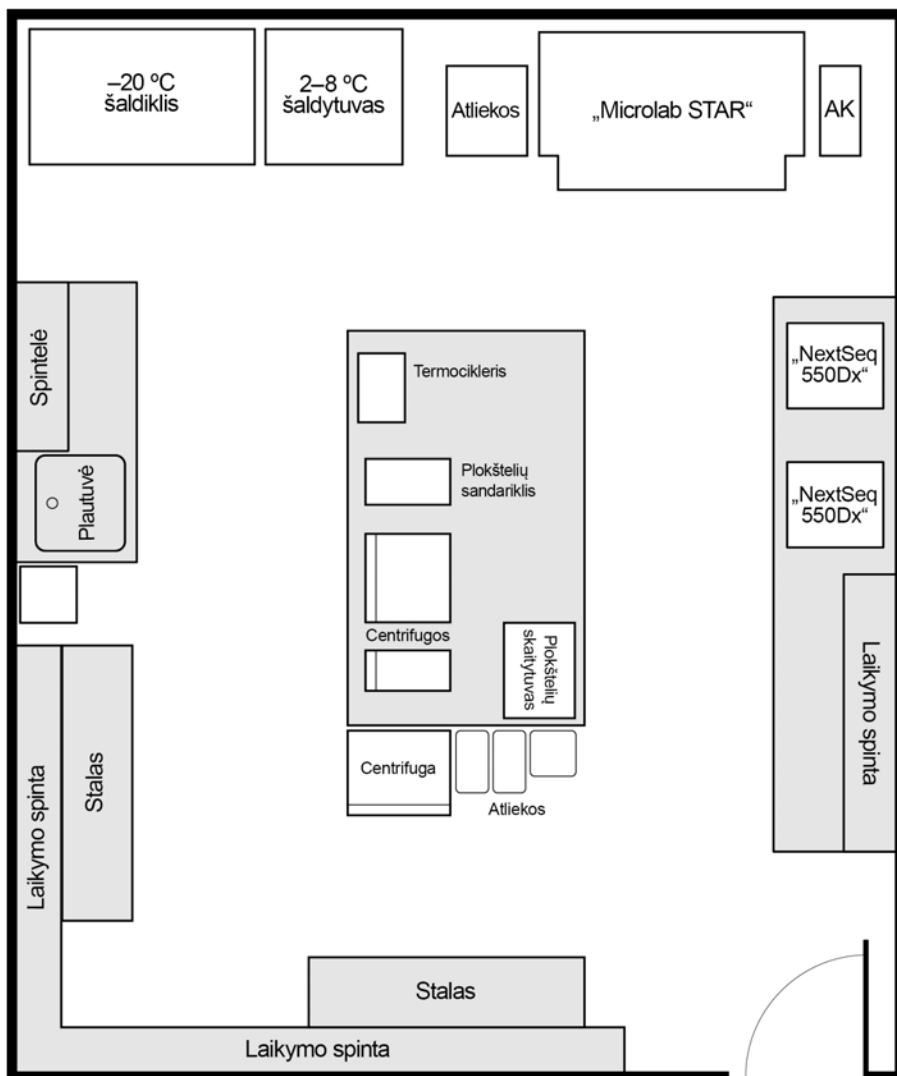 –20 ºC
šaldiklis
2–8 ºC
šaldytuvas
Atliekos
„Microlab STAR“
AK
Spintelė
Plautuvė
Termocikleris
Plokštelių
sandariklis
Centrifugos
Plokštelių
skaitytuvas
„NextSeq
550Dx“
„NextSeq
550Dx“
Laikymo spinta
Centrifuga
Atliekos
Laikymo spinta
Stalas
Stalas
Laikymo spinta